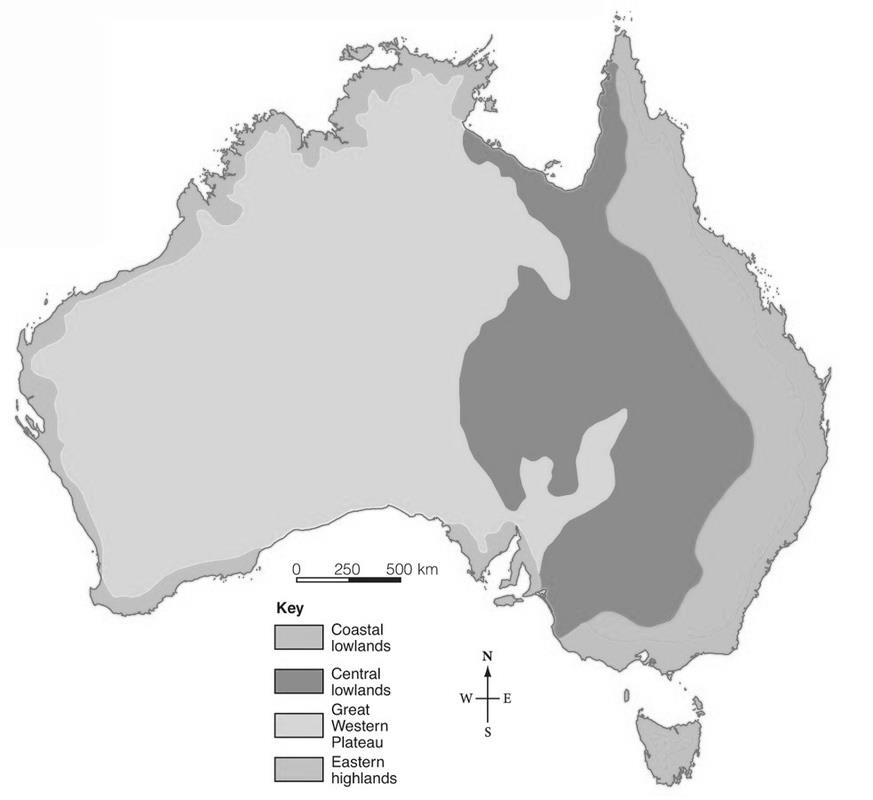 0 250 500 km
Key
Coastal
lowlands
Central
lowlands
Great
Western
Plateau
Eastern
highlands
N
W E
S